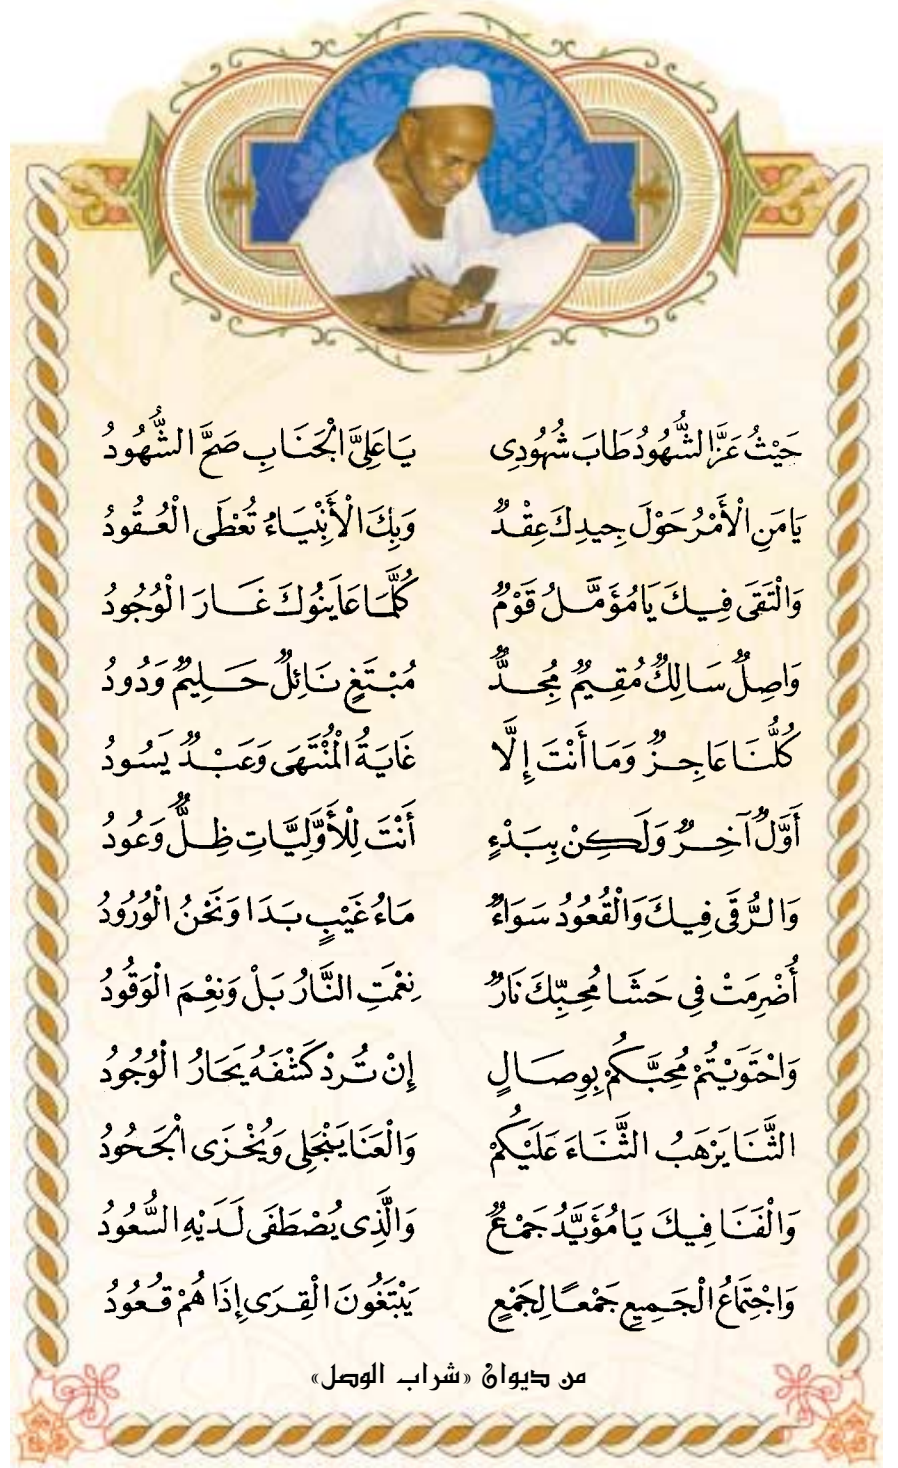 حَيْثُ عَزَّ الشُّهُودُ طَابَ شُهُودِى يَا عَلِىَّ الْجَنَابِ صَحَّ الشُّهُودُ
يَا مَنِ الْأَمْرُ حَوْلَ جِيدِكَ عِقْدٌ وَبِكَ الْأَنْبِيَاءُ تُعْطَى الْعُقُودُ
وَالْتَقَى فِيكَ يَا مُؤَمَّلُ قَوْمٌ كُلَّمَا عَايَنُوكَ غَارَ الْوُجُودُ
وَاصِلٌ سَالِكٌ مُقِيمٌ مُجِدٌّ مُبْتَغٍ نَائِلٌ حَلِيمٌ وَدُودُ
كُلُّنَا عَاجِزٌ وَمَا أَنْتَ إِلَّا غَايَةُ الْمُنْتَهَى وَعَبْدٌ يَسُودُ
أَوَّلٌ آخِرٌ وَلَكِنْ بِبَدْءٍ أَنْتَ لِلْأَوَّلِيَّاتِ ظِلٌّ وَعُودُ
وَالرُّقَى فِيكَ وَالْقُعُودُ سَوَاءٌ مَاءُ غَيْبٍ بَدَا وَنَحْنُ الْوُرُودُ
أُضْرِمَتْ فِى حَشَا مُحِبِّكَ نَارٌ نِعْمَتِ النَّارُ بَلْ وَنِعْمَ الْوَقُودُ
وَاحْتَوَيْتُمْ مُحِبَّكُمْ بِوِصَالٍ إِنْ تُرِدْ كَشْفَهُ يَحَارُ الْوُجُودُ
الثَّنَا يَرْهَبُ الثَّنَاءَ عَلَيْكُمْ وَالْعَنَا يَنْجَلِى وَيُخْزَى الْجَحُودُ
وَالْفَنَا فِيكَ يَا مُؤَيَّدُ جَمْعٌ وَالَّذِى يُصْطَفَى لَدَيْهِ السُّعُودُ
وَاجْتِمَاعُ الْجَمِيعِ جَمْعًا لِجَمْعٍ يَبْتَغُونَ الْقِرَى إِذَا هُمْ قُعُودُ
من ديوان «شراب الوصل»